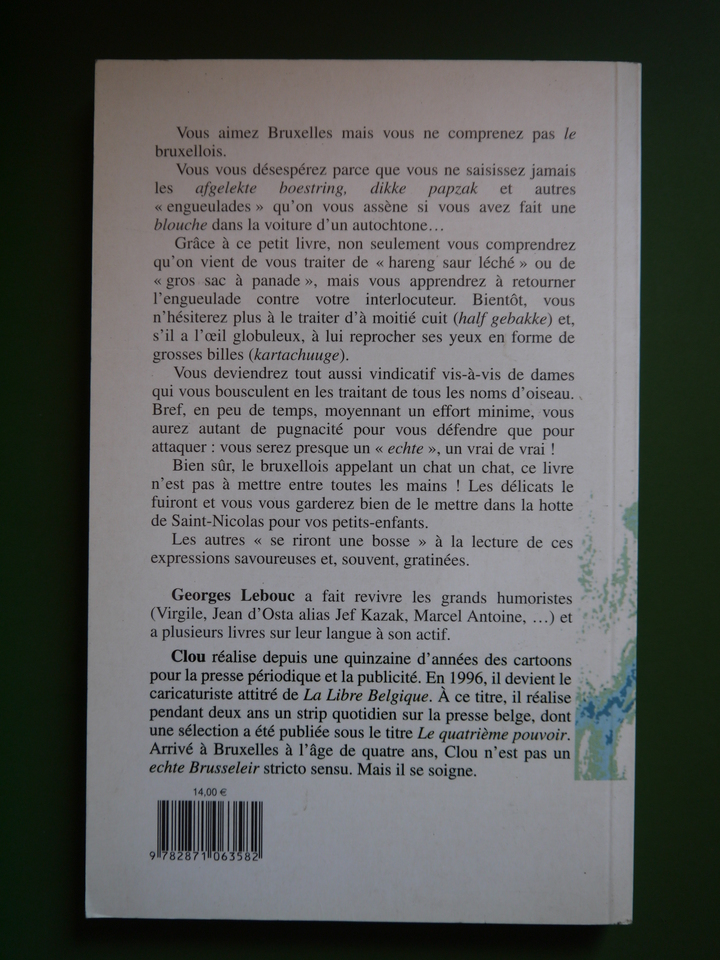 Vous aimez Bruxelles mais vous ne comprenez pas le
bruxellois.
Vous vous désespérez parce que vous ne saisissez jamais
les afgelekte boestring, dikke papzak et autres
« engueulades » qu'on vous assène si vous avez fait une
blouche dans la voiture d'un autochtone…
Grâce à ce petit livre, non seulement vous comprendrez
qu'on vient de vous traiter de « hareng saur léché » ou de
« gros sac à panade », mais vous apprendrez à retourner
l'engueulade contre votre interlocuteur. Bientôt, vous
n'hésiterez plus à le traiter d'à moitié cuit (half gebakke) et,
s'il a l'œil globuleux, à lui reprocher ses yeux en forme de
grosses billes (kartachuuge).
Vous deviendrez tout aussi vindicatif vis-à-vis de dames
qui vous bousculent en les traitant de tous les noms d'oiseau.
Bref, en peu de temps, moyennant un effort minime, vous
aurez autant de pugnacité pour vous défendre que pour
attaquer : vous serez presque un « echte », un vrai de vrai !
Bien sûr, le bruxellois appelant un chat un chat, ce livre
n'est pas à mettre entre toutes les mains ! Les délicats le
fuiront et vous vous garderez bien de le mettre dans la hotte
de Saint-Nicolas pour vos petits-enfants.
Les autres « se riront une bosse » à la lecture de ces
expressions savoureuses et, souvent, gratinées.
Georges Lebouc a fait revivre les grands humoristes
(Virgile, Jean d'Osta alias Jef Kazak, Marcel Antoine, …) et
a plusieurs livres sur leur langue à son actif.
Clou réalise depuis une quinzaine d'années des cartoons
pour la presse périodique et la publicité. En 1996, il devient le
caricaturiste attitré de La Libre Belgique. À ce titre, il réalise
pendant deux ans un strip quotidien sur la presse belge, dont
une sélection a été publiée sous le titre Le quatrième pouvoir.
Arrivé à Bruxelles à l'âge de quatre ans, Clou n'est pas un
echte Brusseleir stricto sensu. Mais il se soigne.
14,00 €
9 782871 063582